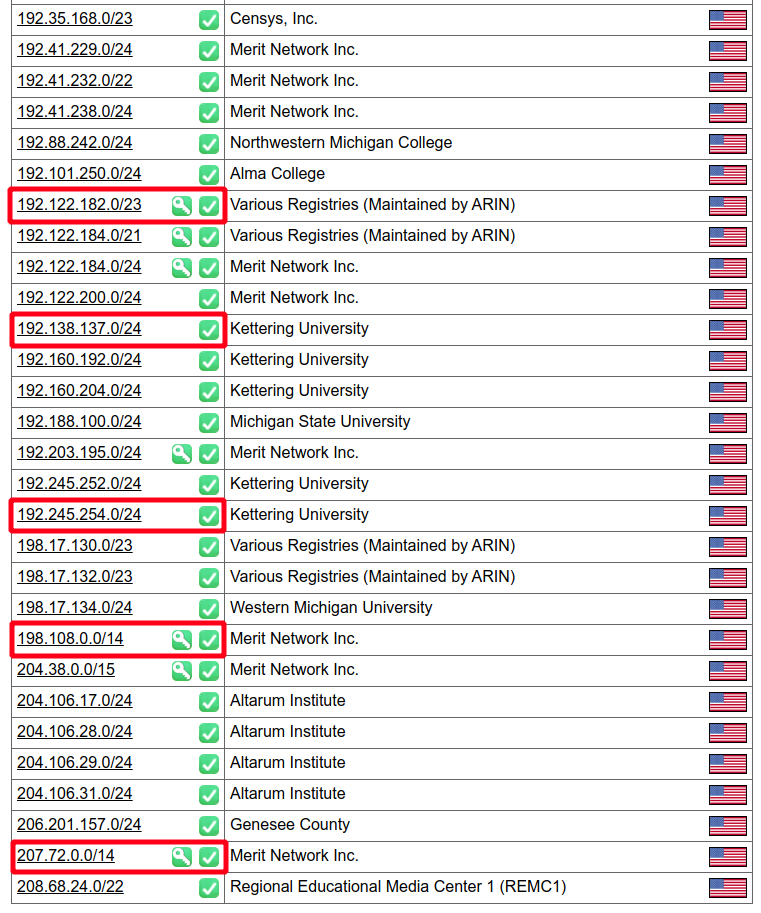 192.35.168.0/23 Censys, Inc.
192.41.229.0/24 Merit Network Inc.
192.41.232.0/22 Merit Network Inc.
192.41.238.0/24 Merit Network Inc.
192.88.242.0/24 Northwestern Michigan College
192.101.250.0/24 Alma College
192.122.182.0/23 Various Registries (Maintained by ARIN)
192.122.184.0/21 Various Registries (Maintained by ARIN)
192.122.184.0/24 Merit Network Inc.
192.122.200.0/24 Merit Network Inc.
192.138.137.0/24 Kettering University
192.160.192.0/24 Kettering University
192.160.204.0/24 Kettering University
192.188.100.0/24 Michigan State University
192.203.195.0/24 Merit Network Inc.
192.245.252.0/24 Kettering University
192.245.254.0/24 Kettering University
198.17.130.0/23 Various Registries (Maintained by ARIN)
198.17.132.0/23 Various Registries (Maintained by ARIN)
198.17.134.0/24 Western Michigan University
198.108.0.0/14 Merit Network Inc.
204.38.0.0/15 Merit Network Inc.
204.106.17.0/24 Altarum Institute
204.106.28.0/24 Altarum Institute
204.106.29.0/24 Altarum Institute
204.106.31.0/24 Altarum Institute
206.201.157.0/24 Genesee County
207.72.0.0/14 Merit Network Inc.
208.68.24.0/22 Regional Educational Media Center 1 (REMC1)